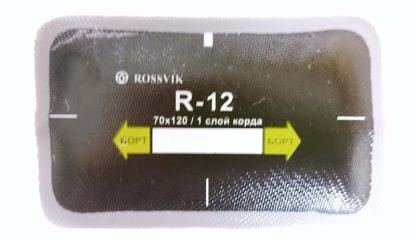 ROSSVIK
R-12
70x120 / 1 слой корда
БОРТ БОРТ